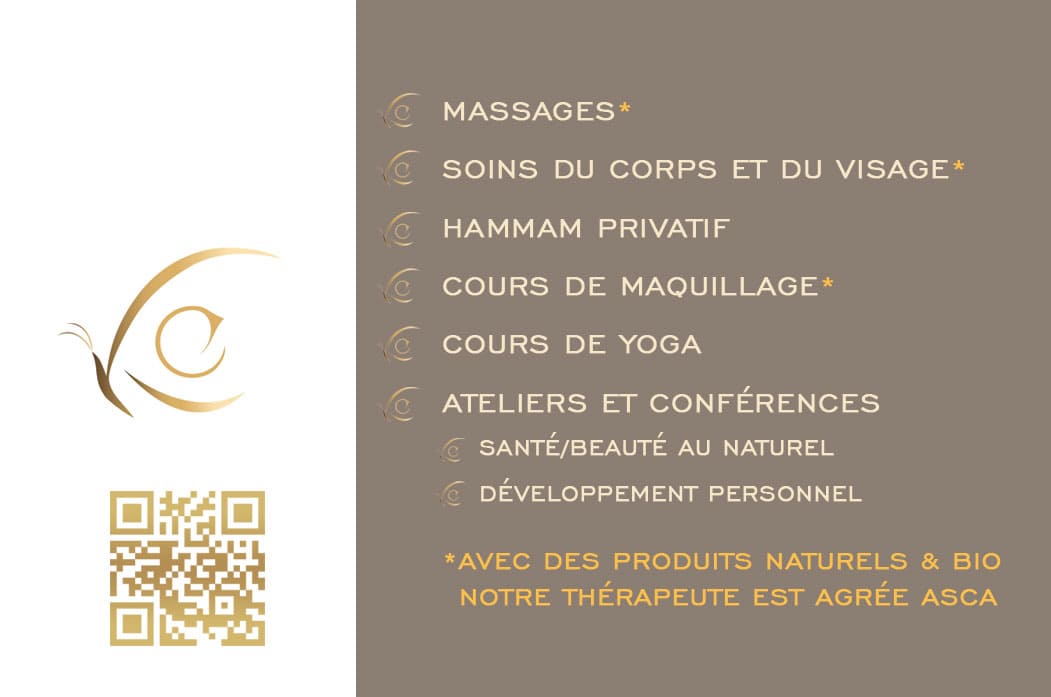 MASSAGES*
SOINS DU CORPS ET DU VISAGE*
HAMMAM PRIVATIF
COURS DE MAQUILLAGE*
COURS DE YOGA
ATELIERS ET CONFÉRENCES
SANTÉ/BEAUTÉ AU NATUREL
DÉVELOPPEMENT PERSONNEL
*AVEC DES PRODUITS NATURELS & BIO
NOTRE THÉRAPEUTE EST AGRÉE ASCA